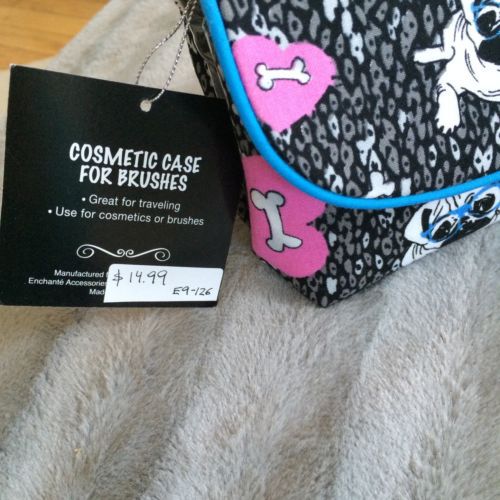 COSMETIC CASE
FOR BRUSHES
• Great for traveling
• Use for cosmetics or brushes
Manufactured
Enchanté Accessories
Made
$14.99
E9-126